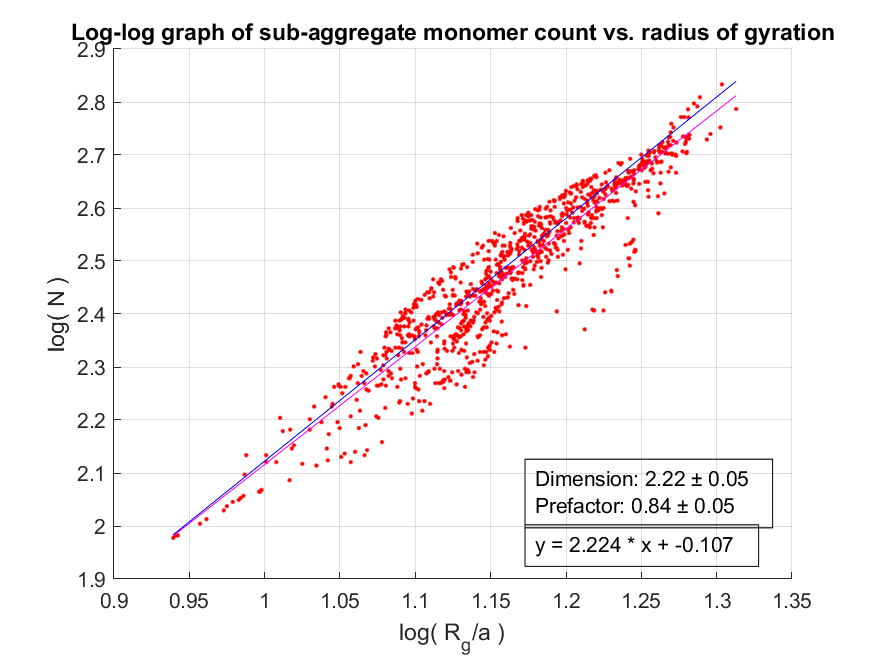 Log-log graph of sub-aggregate monomer count vs. radius of gyration
2.9
2.8
2.7
2.6
2.5
2.4
2.3
2.2
2.1
2
1.9
log( N )
Dimension: 2.22 ± 0.05
Prefactor: 0.84 ± 0.05
y = 2.224 * x + -0.107
0.9 0.95 1 1.05 1.1 1.15 1.2 1.25 1.3 1.35
log( R_g/a )